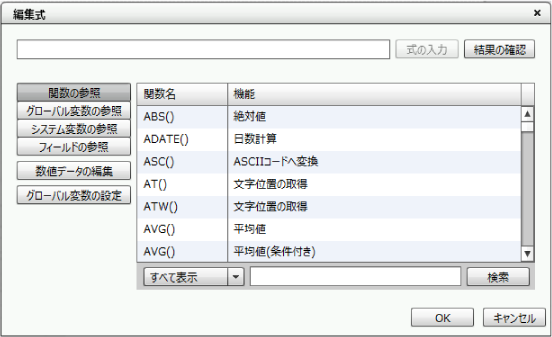 編集式
式の入力 結果の確認
関数の参照
グローバル変数の参照
システム変数の参照
フィールドの参照
数値データの編集
グローバル変数の設定
関数名 機能
ABS() 絶対値
ADATE() 日数計算
ASC() ASCIIコードへ変換
AT() 文字位置の取得
ATW() 文字位置の取得
AVG() 平均値
AVG() 平均値(条件付き)
すべて表示 検索
OK キャンセル